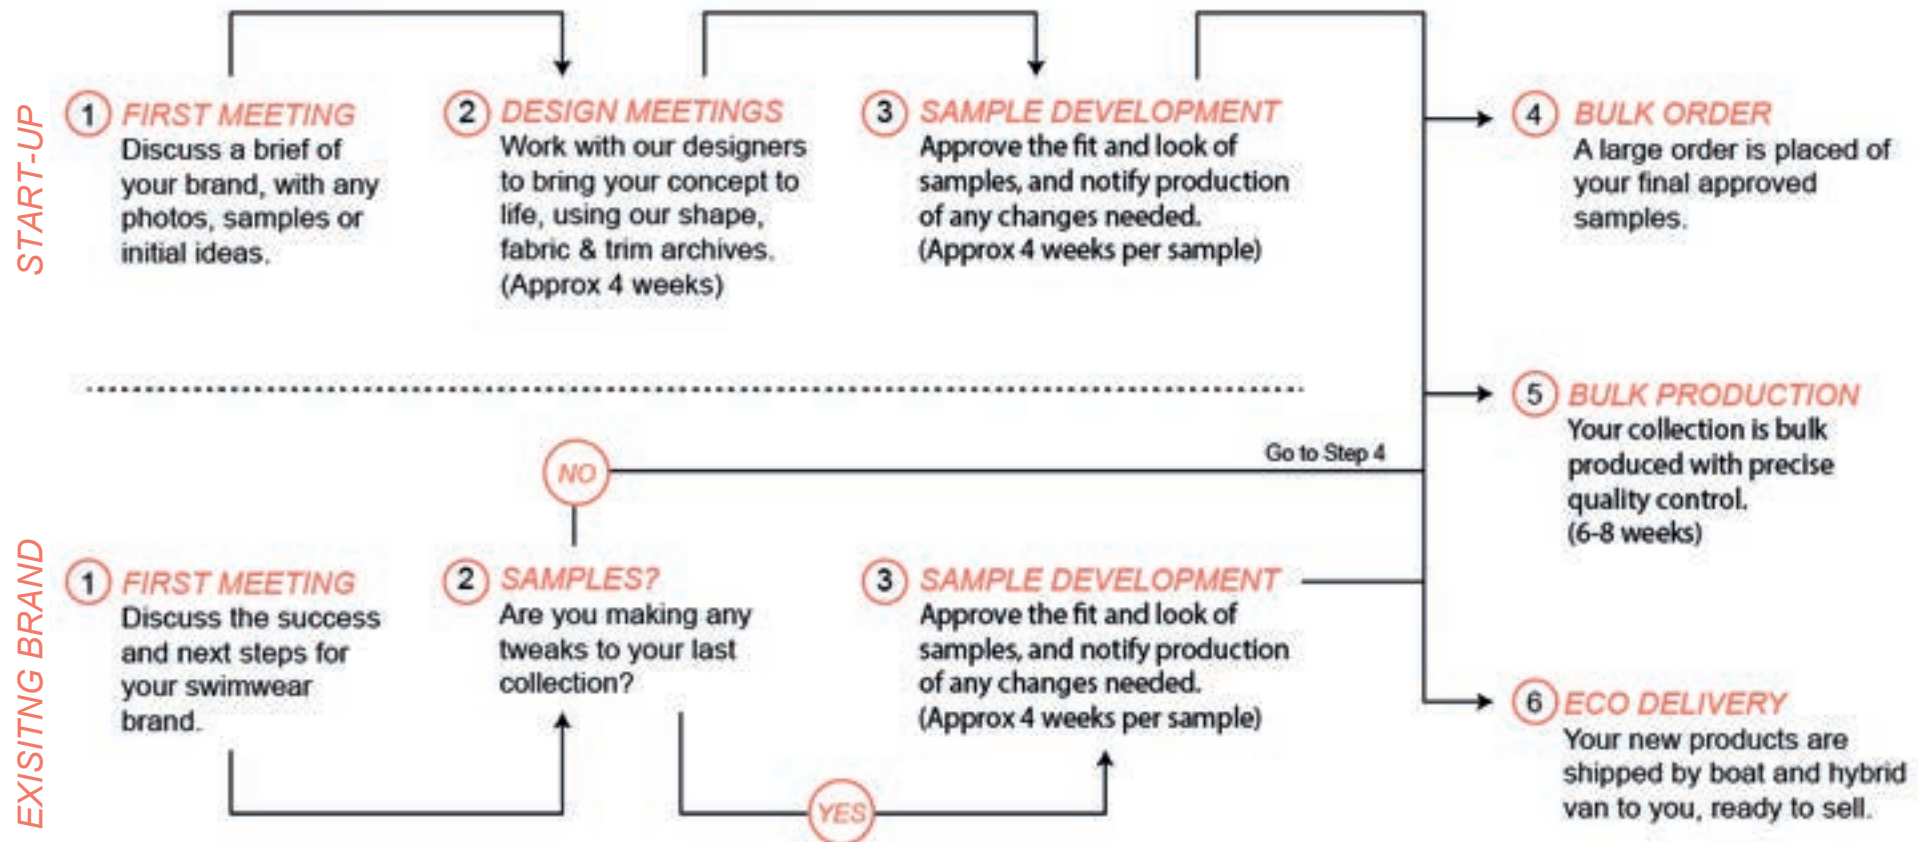 START-UP
1 FIRST MEETING
Discuss a brief of
your brand, with any
photos, samples or
initial ideas.
2 DESIGN MEETINGS
Work with our designers
to bring your concept to
life, using our shape,
fabric & trim archives.
(Approx 4 weeks)
3 SAMPLE DEVELOPMENT
Approve the fit and look of
samples, and notify production
of any changes needed.
(Approx 4 weeks per sample)
4 BULK ORDER
A large order is placed of
your final approved
samples.
5 BULK PRODUCTION
Your collection is bulk
produced with precise
quality control.
(6-8 weeks)
6 ECO DELIVERY
Your new products are
shipped by boat and hybrid
van to you, ready to sell.
EXISITNG BRAND
1 FIRST MEETING
Discuss the success
and next steps for
your swimwear
brand.
2 SAMPLES?
Are you making any
tweaks to your last
collection?
NO
Go to Step 4
YES
3 SAMPLE DEVELOPMENT
Approve the fit and look of
samples, and notify production
of any changes needed.
(Approx 4 weeks per sample)